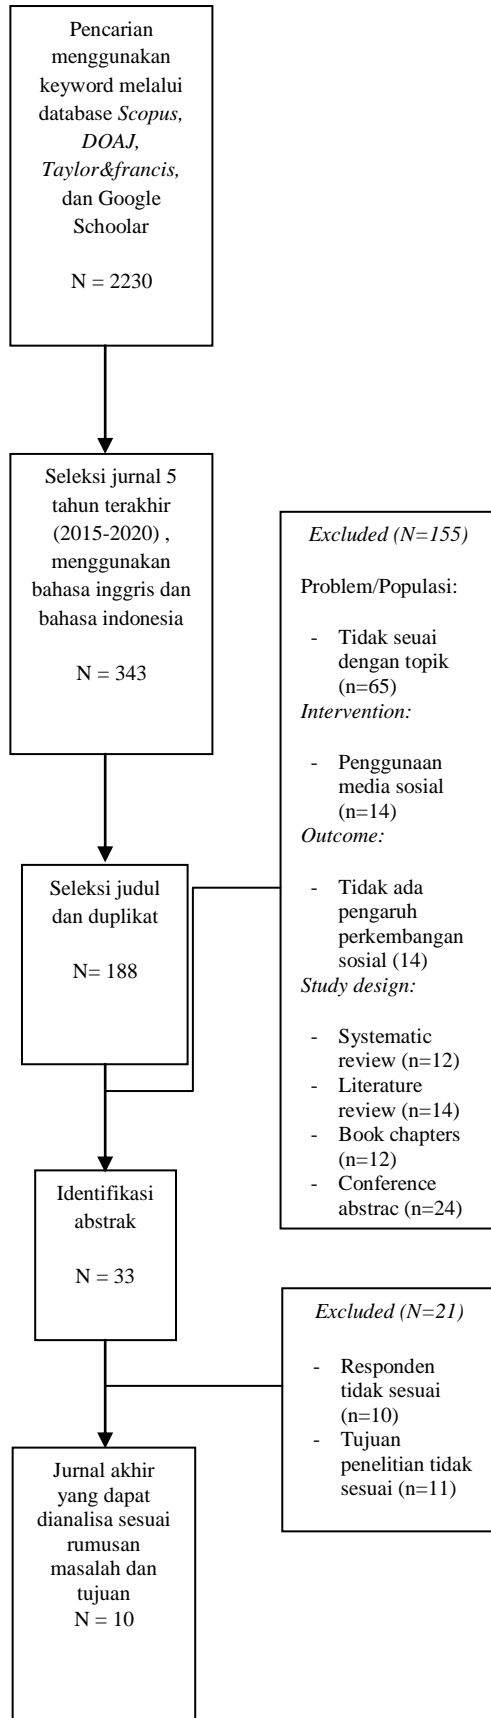 Pencarian
menggunakan
keyword melalui
database Scopus,
DOAJ,
Taylor&francis,
dan Google
Schoolar
N = 2230
Seleksi jurnal 5
tahun terakhir
(2015-2020) ,
menggunakan
bahasa inggris dan
bahasa indonesia
N = 343
Seleksi judul
dan duplikat
N= 188
Excluded (N=155)
Problem/Populasi:
- Tidak seuai
dengan topik
(n=65)
Intervention:
- Penggunaan
media sosial
(n=14)
Outcome:
- Tidak ada
pengaruh
perkembangan
sosial (14)
Study design:
- Systematic
review (n=12)
- Literature
review (n=14)
- Book chapters
(n=12)
- Conference
abstrac (n=24)
Identifikasi
abstrak
N = 33
Excluded (N=21)
- Responden
tidak sesuai
(n=10)
- Tujuan
penelitian tidak
sesuai (n=11)
Jurnal akhir
yang dapat
dianalisa sesuai
rumusan
masalah dan
tujuan
N = 10